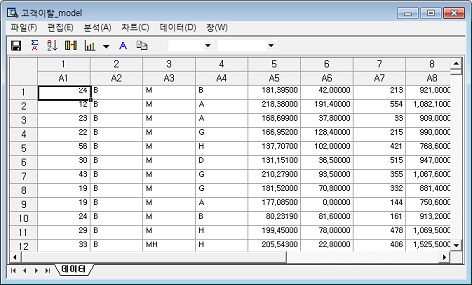 고객이탈_model
파일(F) 편집(E) 분석(A) 차트(C) 데이터(D) 창(W)
1 2 3 4 5 6 7 8
A1 A2 A3 A4 A5 A6 A7 A8
1 24 B M B 181,39500 42,00000 213 921,0000
2 12 B M A 218,38000 191,40000 554 1,082,1000
3 23 B M A 168,69900 37,80000 33 909,0000
4 22 B M G 166,95200 128,40000 215 990,0000
5 56 B M H 137,70700 102,00000 421 768,6000
6 30 B M D 131,15100 36,50000 515 947,0000
7 43 B M G 210,27900 93,50000 355 1,067,6000
8 19 B M G 181,52000 70,80000 332 881,4000
9 19 B M A 177,08500 0,00000 144 750,6000
10 24 B M B 80,23190 81,60000 161 913,2000
11 29 B M H 199,45000 78,00000 478 1,069,5000
12 33 B MH H 205,54300 22,80000 406 1,525,5000
데이터